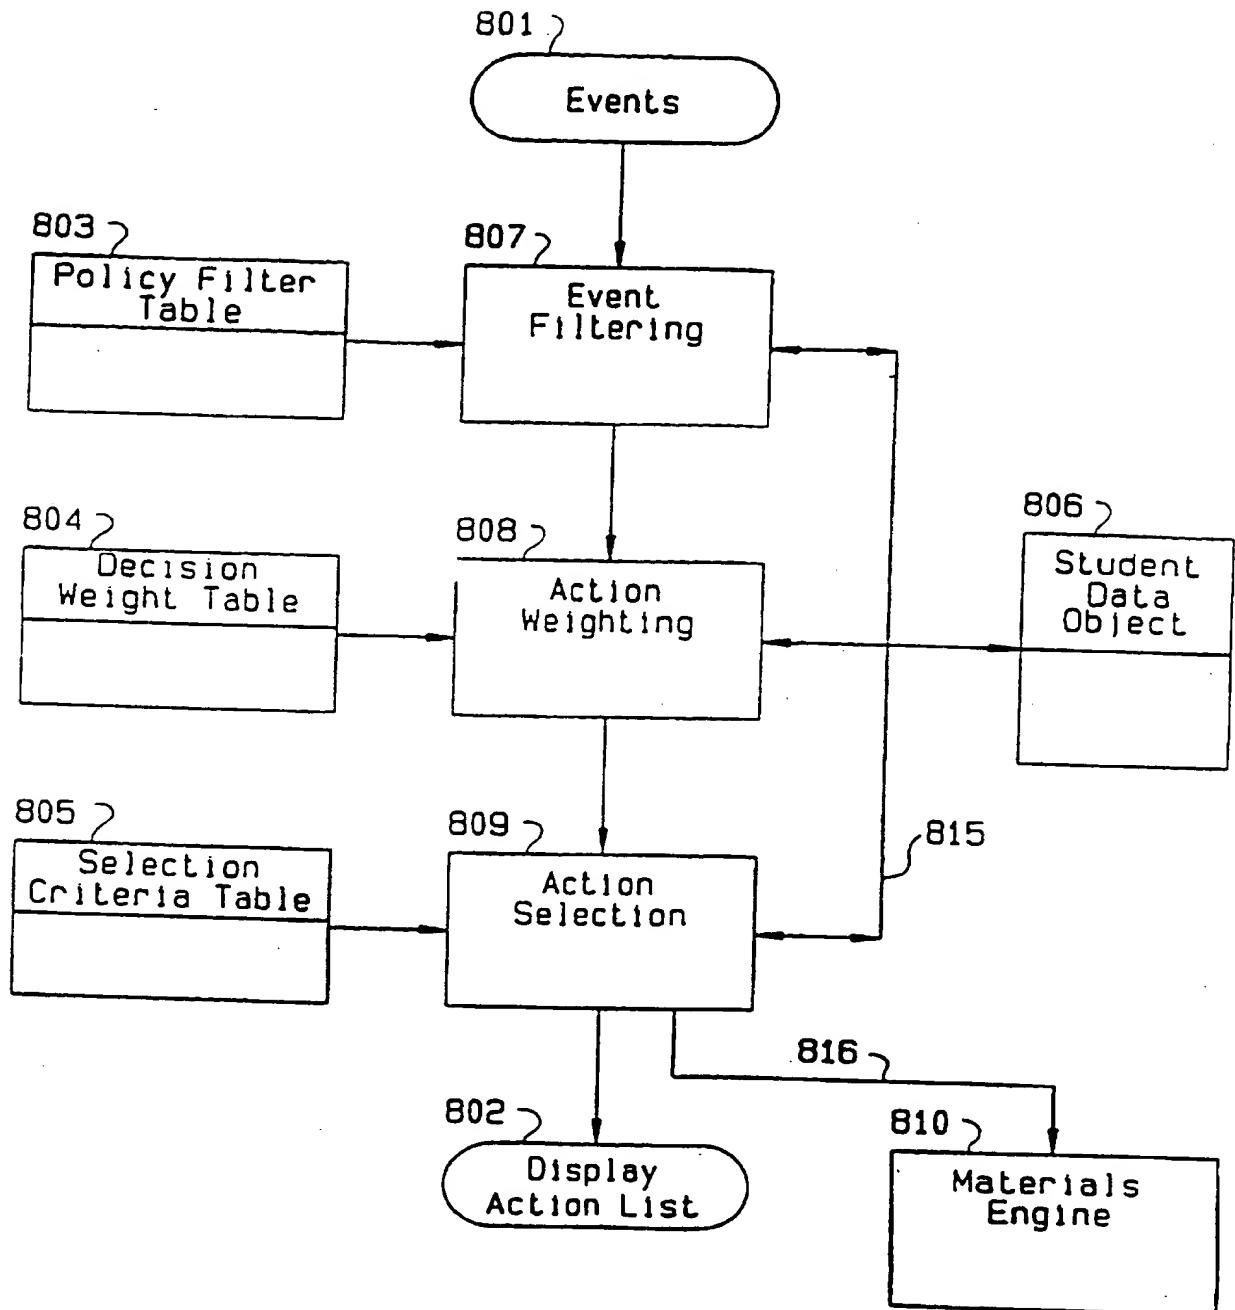 801
Events
803
Policy Filter
Table
807
Event
Filtering
804
Decision
Weight Table
808
Action
Weighting
806
Student
Data
Object
805
Selection
Criteria Table
809
Action
Selection
815
816
802
Display
Action List
810
Materials
Engine